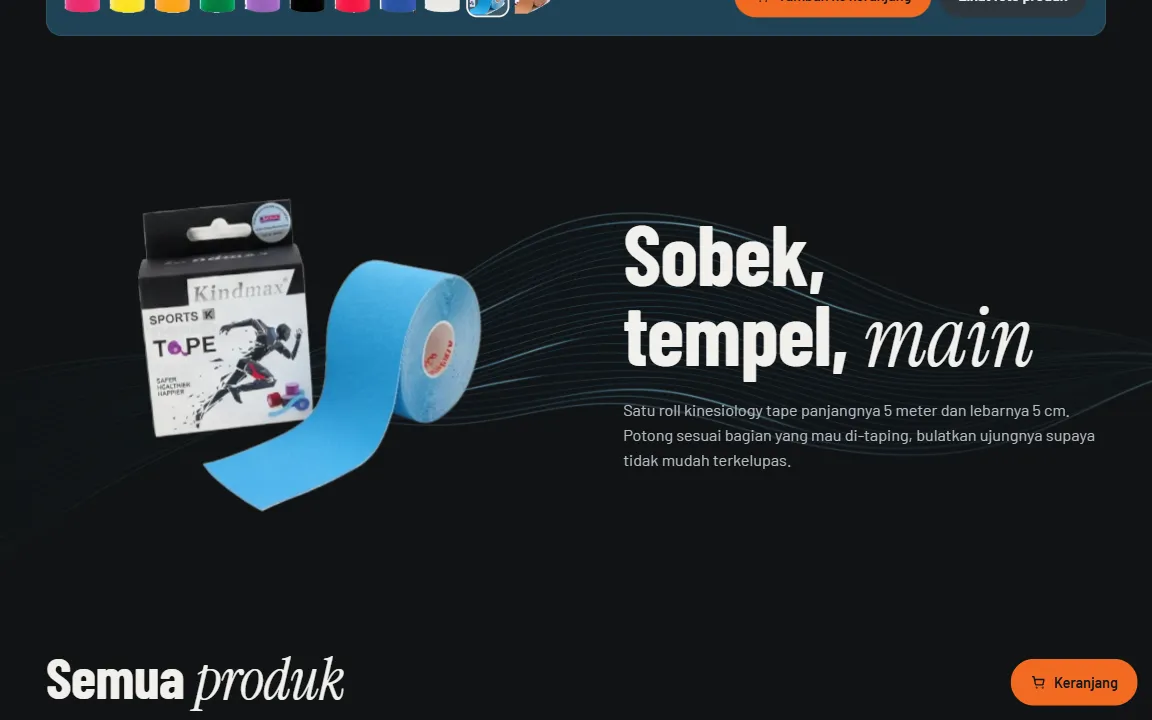 Sobek,
tempel, main
Satu roll kinesiology tape panjangnya 5 meter dan lebarnya 5 cm.
Potong sesuai bagian yang mau di-taping, bulatkan ujungnya supaya
tidak mudah terkelupas.
Kindmax
SPORTS K
TAPE
SAFER
HEALTHIER
HAPPIER
Semua produk
Keranjang